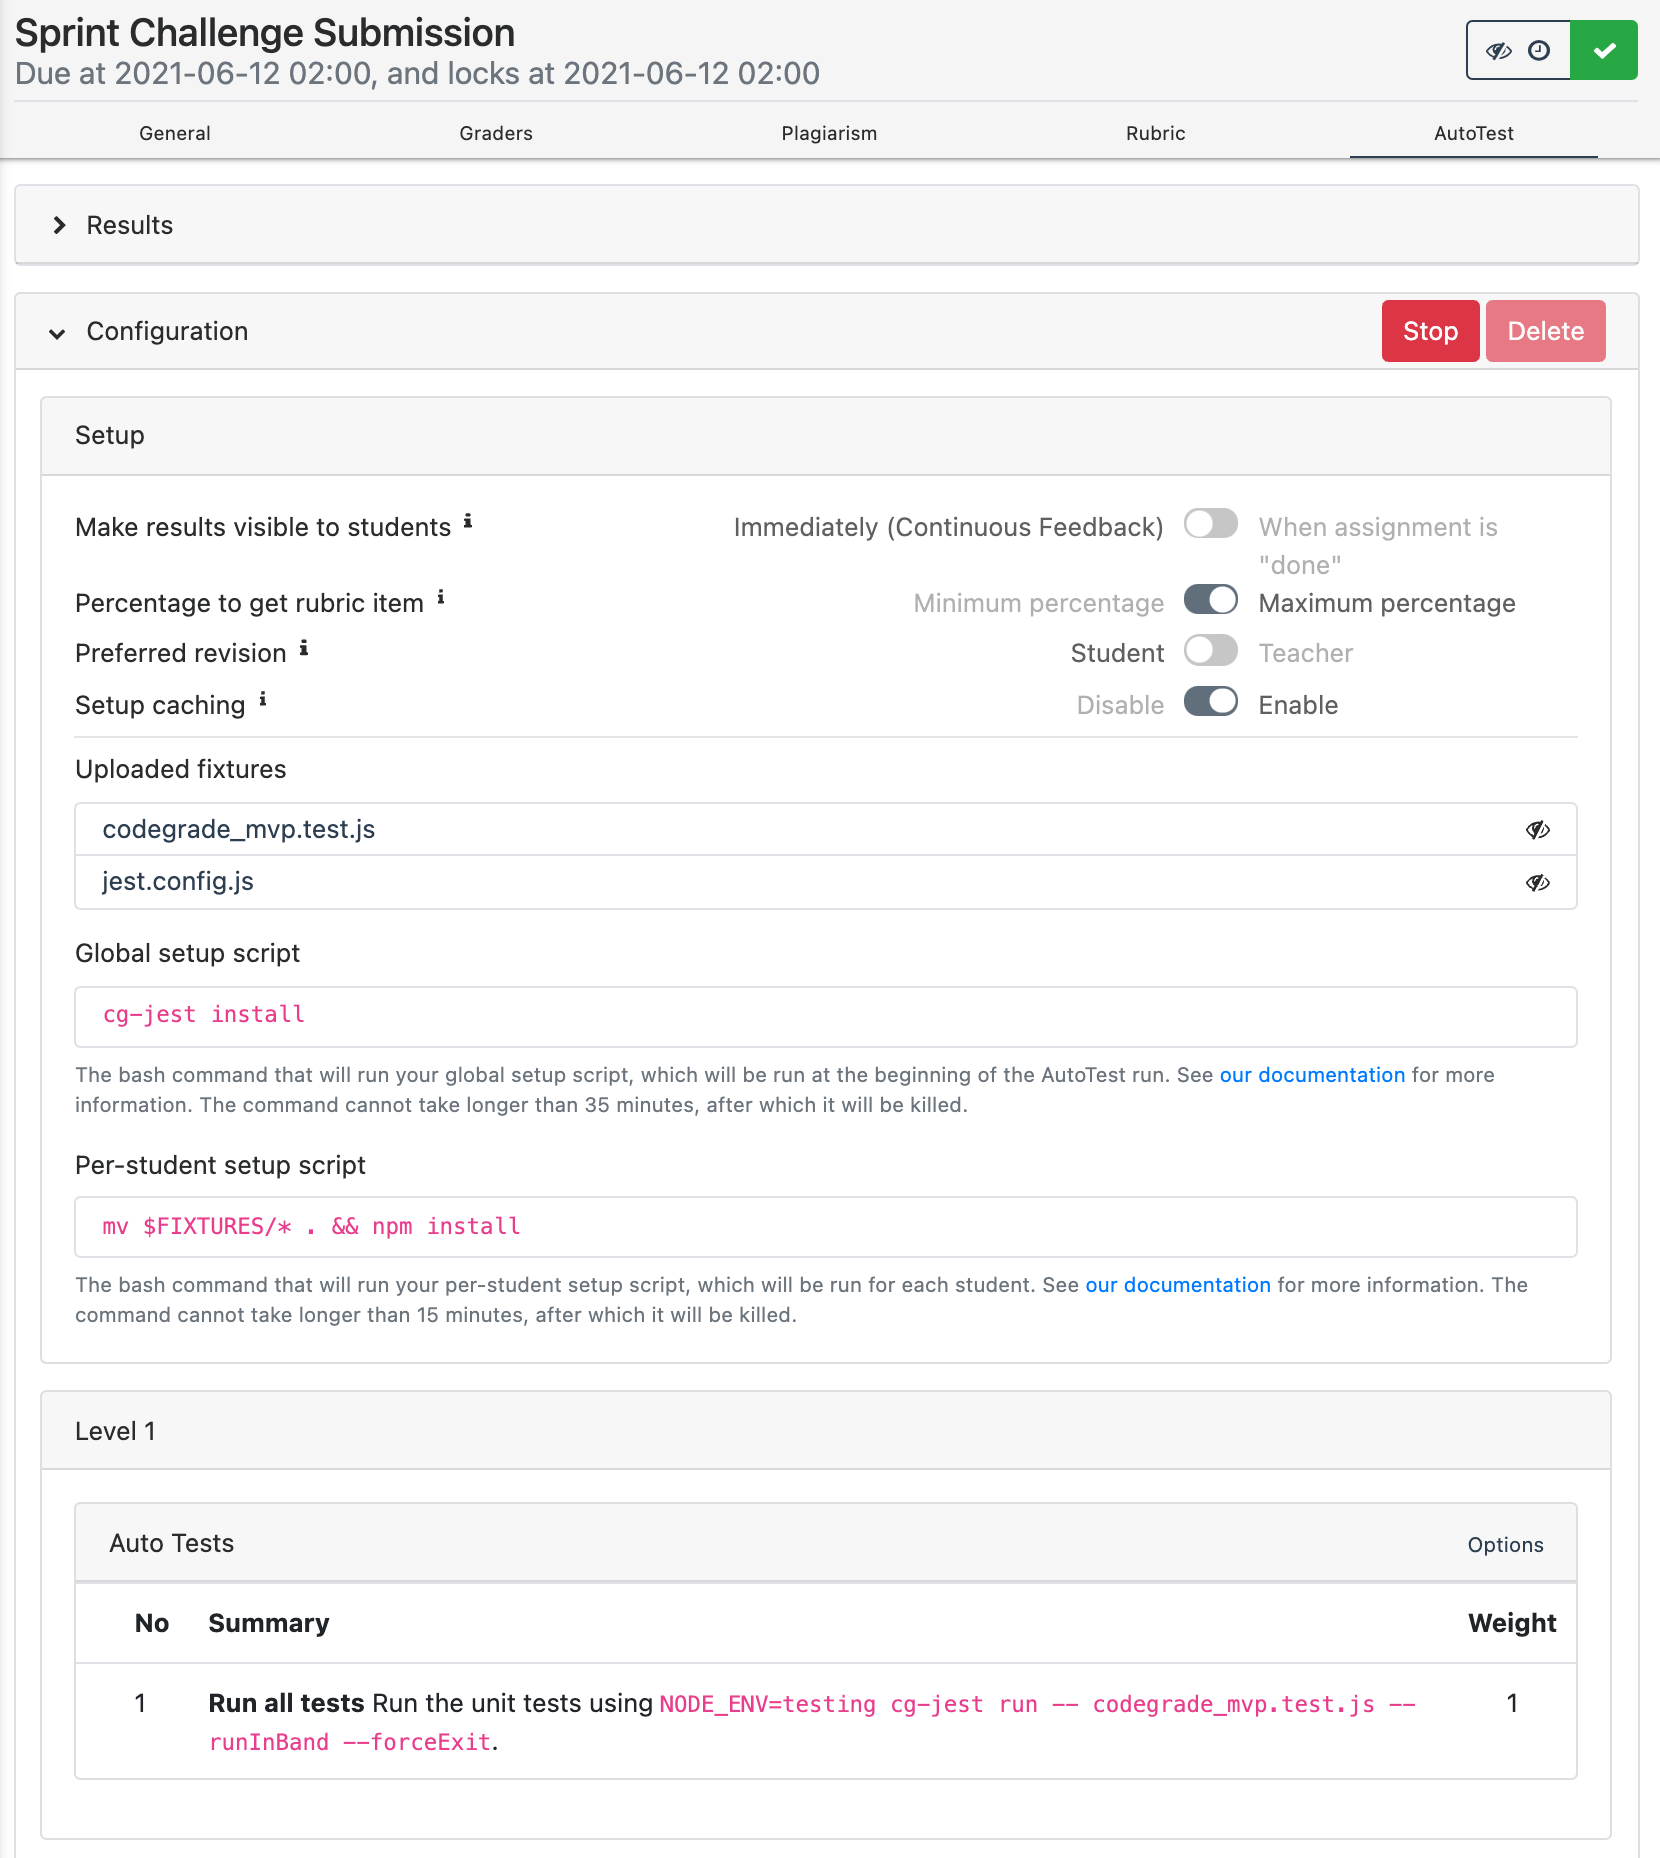 Sprint Challenge Submission
Due at 2021-06-12 02:00, and locks at 2021-06-12 02:00
General
Graders
Plagiarism
Rubric
AutoTest
Results
Configuration
Stop
Delete
Setup
Make results visible to students
Immediately (Continuous Feedback)
When assignment is
"done"
Percentage to get rubric item
Minimum percentage
Maximum percentage
Preferred revision
Student
Teacher
Setup caching
Disable
Enable
Uploaded fixtures
codegrade_mvp.test.js
jest.config.js
Global setup script
cg-jest install
The bash command that will run your global setup script, which will be run at the beginning of the AutoTest run. See our documentation for more
information. The command cannot take longer than 35 minutes, after which it will be killed.
Per-student setup script
mv $FIXTURES/* . && npm install
The bash command that will run your per-student setup script, which will be run for each student. See our documentation for more information. The
command cannot take longer than 15 minutes, after which it will be killed.
Level 1
Auto Tests
Options
No
Summary
Weight
1
Run all tests Run the unit tests using NODE_ENV=testing cg-jest run -- codegrade_mvp.test.js --
runInBand --forceExit.
1